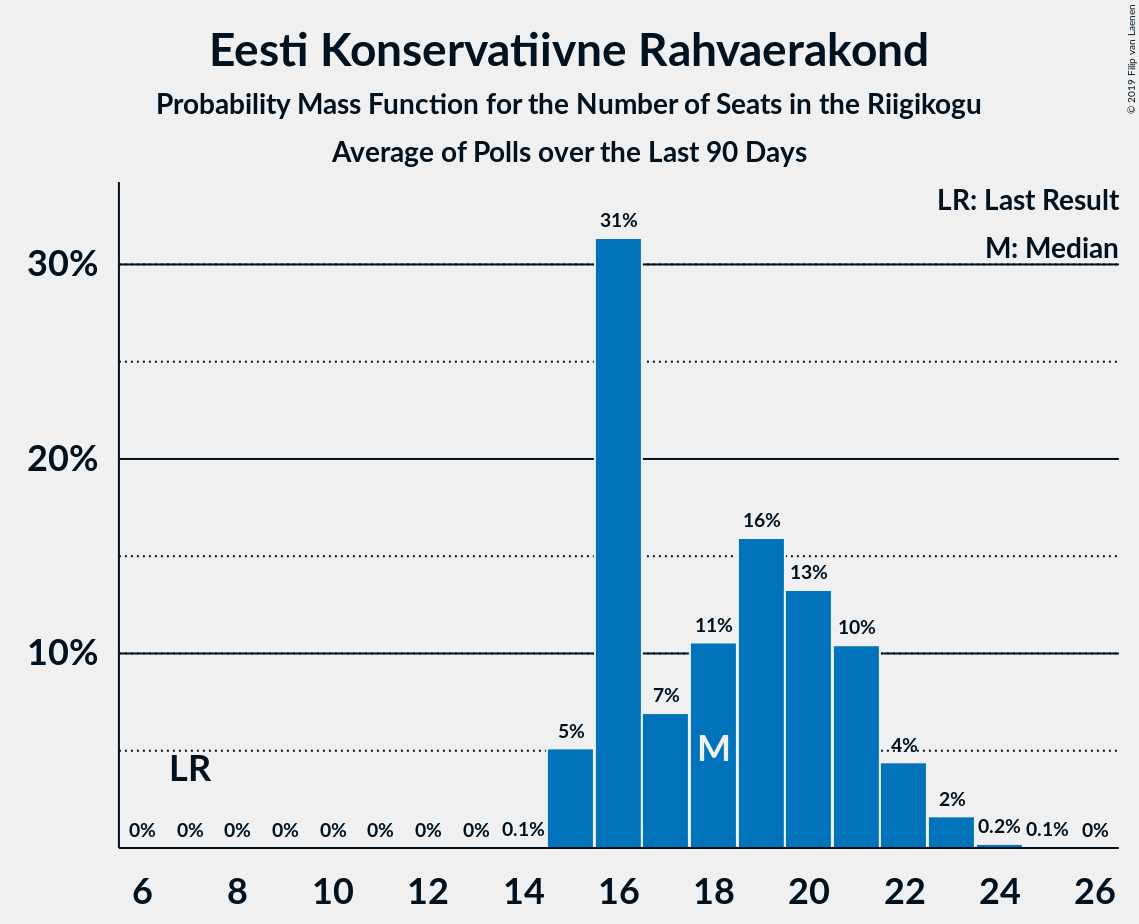 Eesti Konservatiivne Rahvaerakond
Probability Mass Function for the Number of Seats in the Riigikogu
Average of Polls over the Last 90 Days
© 2019 Filip van Laenen
LR: Last Result
M: Median
30%
20%
10%
31%
16%
13%
11%
10%
7%
5%
4%
2%
M
LR
0% 0% 0% 0% 0% 0% 0% 0% 0.1% 0.2% 0.1% 0%
6 8 10 12 14 16 18 20 22 24 26